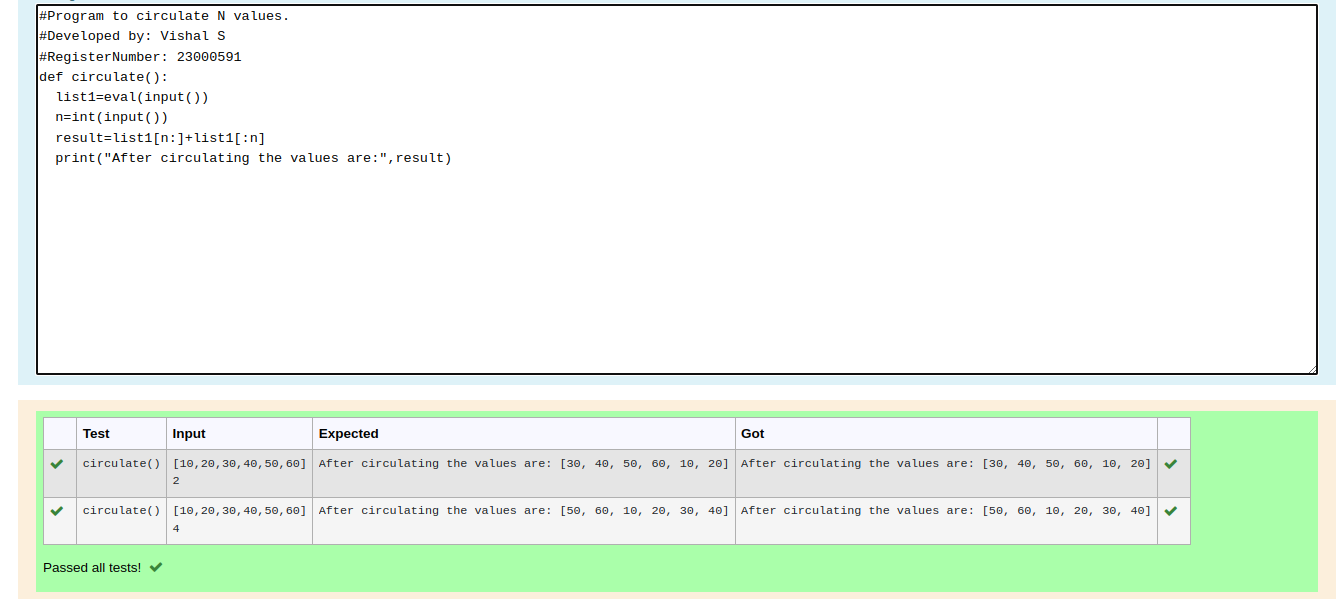 #Program to circulate N values.
#Developed by: Vishal S
#RegisterNumber: 23000591
def circulate():
  list1=eval(input())
  n=int(input())
  result=list1[n:]+list1[:n]
  print("After circulating the values are:",result)
Test Input Expected Got
circulate() [10,20,30,40,50,60] After circulating the values are: [30, 40, 50, 60, 10, 20] After circulating the values are: [30, 40, 50, 60, 10, 20]
2
circulate() [10,20,30,40,50,60] After circulating the values are: [50, 60, 10, 20, 30, 40] After circulating the values are: [50, 60, 10, 20, 30, 40]
4
Passed all tests!